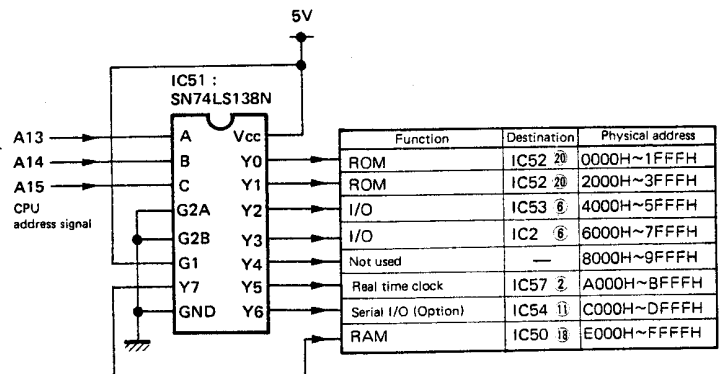 5V
IC51 :
SN74LS138N
A13
A14
A15
CPU
address signal
A Vcc
B Y0
C Y1
G2A Y2
G2B Y3
G1 Y4
Y7 Y5
GND Y6
Function Destination Physical address
ROM IC52 ⑳ 0000H~1FFFH
ROM IC52 ⑳ 2000H~3FFFH
I/O IC53 ⑥ 4000H~5FFFH
I/O IC2 ⑥ 6000H~7FFFH
Not used — 8000H~9FFFH
Real time clock IC57 ② A000H~BFFFH
Serial I/O (Option) IC54 ⑪ C000H~DFFFH
RAM IC50 ⑱ E000H~FFFFH